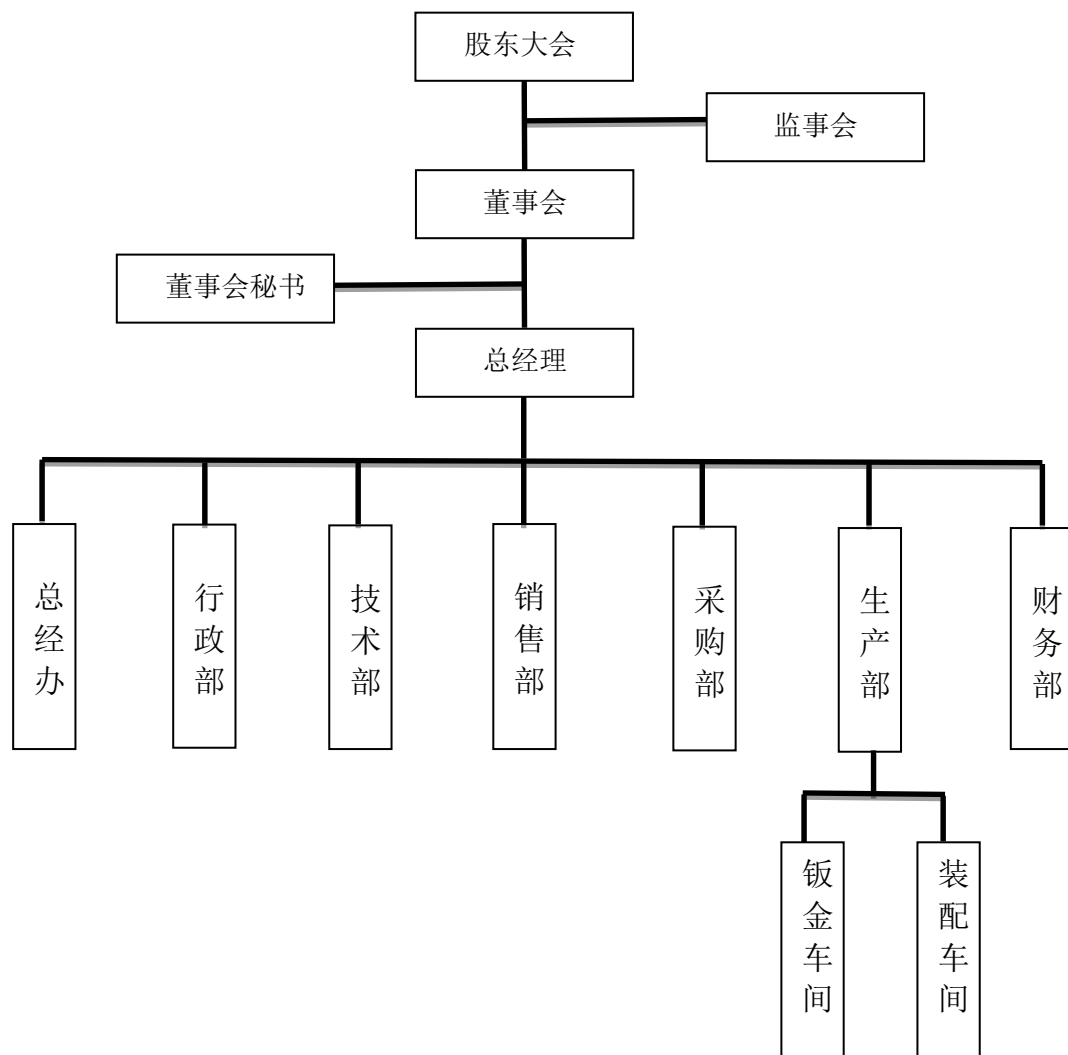 股东大会
监事会
董事会
董事会秘书
总经理
总经办
行政部
技术部
销售部
采购部
生产部
财务部
钣金车间
装配车间